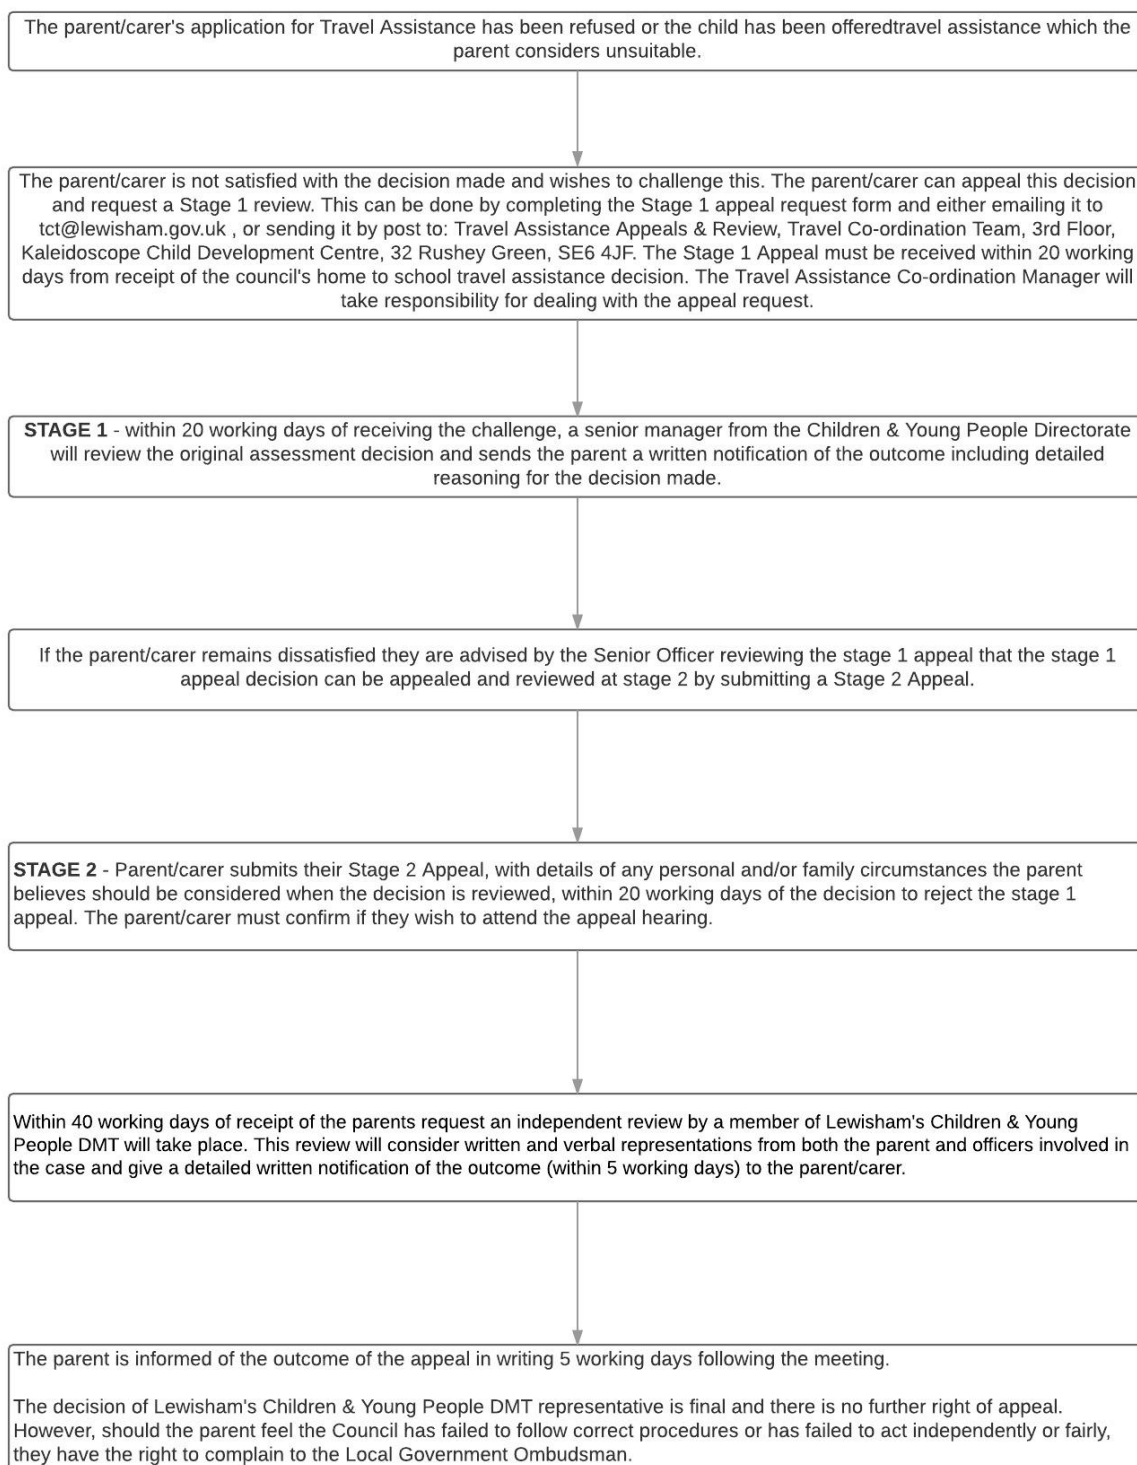 The parent/carer's application for Travel Assistance has been refused or the child has been offeredtravel assistance which the
parent considers unsuitable.
The parent/carer is not satisfied with the decision made and wishes to challenge this. The parent/carer can appeal this decision
and request a Stage 1 review. This can be done by completing the Stage 1 appeal request form and either emailing it to
tct@lewisham.gov.uk , or sending it by post to: Travel Assistance Appeals & Review, Travel Co-ordination Team, 3rd Floor,
Kaleidoscope Child Development Centre, 32 Rushey Green, SE6 4JF. The Stage 1 Appeal must be received within 20 working
days from receipt of the council's home to school travel assistance decision. The Travel Assistance Co-ordination Manager will
take responsibility for dealing with the appeal request.
STAGE 1 - within 20 working days of receiving the challenge, a senior manager from the Children & Young People Directorate
will review the original assessment decision and sends the parent a written notification of the outcome including detailed
reasoning for the decision made.
If the parent/carer remains dissatisfied they are advised by the Senior Officer reviewing the stage 1 appeal that the stage 1
appeal decision can be appealed and reviewed at stage 2 by submitting a Stage 2 Appeal.
STAGE 2 - Parent/carer submits their Stage 2 Appeal, with details of any personal and/or family circumstances the parent
believes should be considered when the decision is reviewed, within 20 working days of the decision to reject the stage 1
appeal. The parent/carer must confirm if they wish to attend the appeal hearing.
Within 40 working days of receipt of the parents request an independent review by a member of Lewisham's Children & Young
People DMT will take place. This review will consider written and verbal representations from both the parent and officers involved in
the case and give a detailed written notification of the outcome (within 5 working days) to the parent/carer.
The parent is informed of the outcome of the appeal in writing 5 working days following the meeting.
The decision of Lewisham's Children & Young People DMT representative is final and there is no further right of appeal.
However, should the parent feel the Council has failed to follow correct procedures or has failed to act independently or fairly,
they have the right to complain to the Local Government Ombudsman.